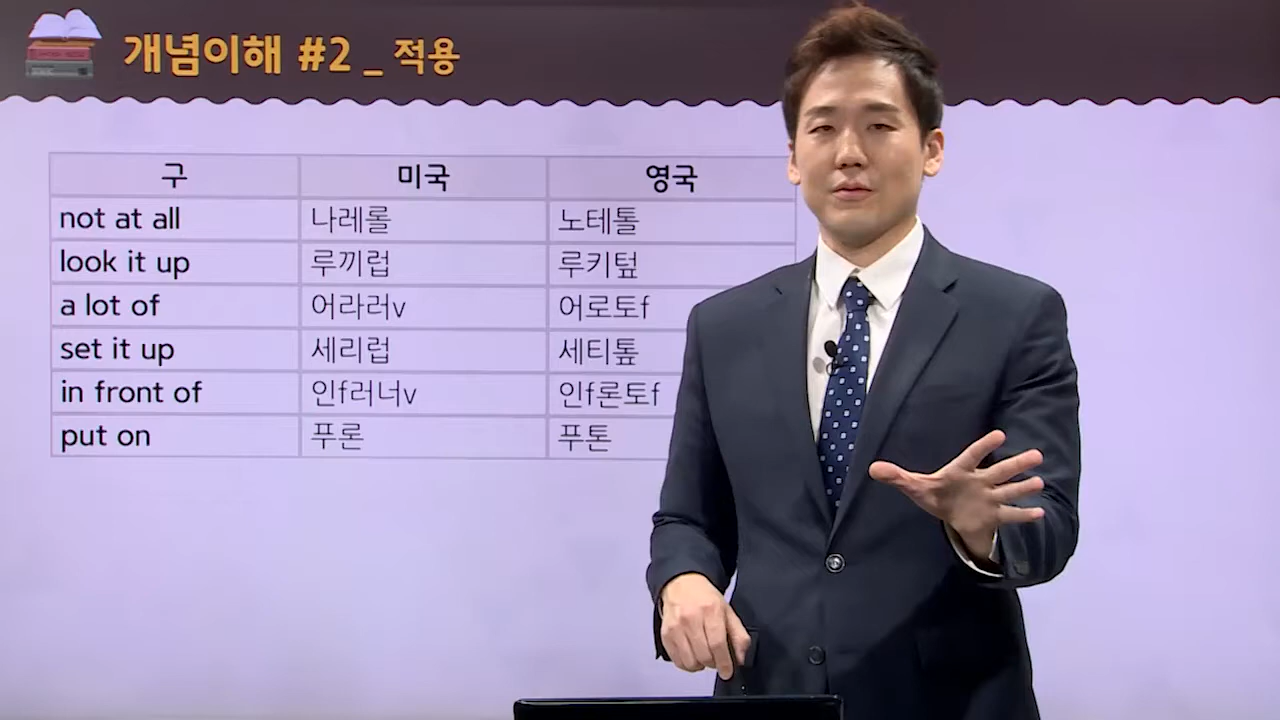 개념이해 #2 _ 적용
구 미국 영국
not at all 나레롤 노테톨
look it up 루끼럽 루키텊
a lot of 어라러v 어로토f
set it up 세리럽 세티톺
in front of 인f러너v 인f론토f
put on 푸론 푸톤